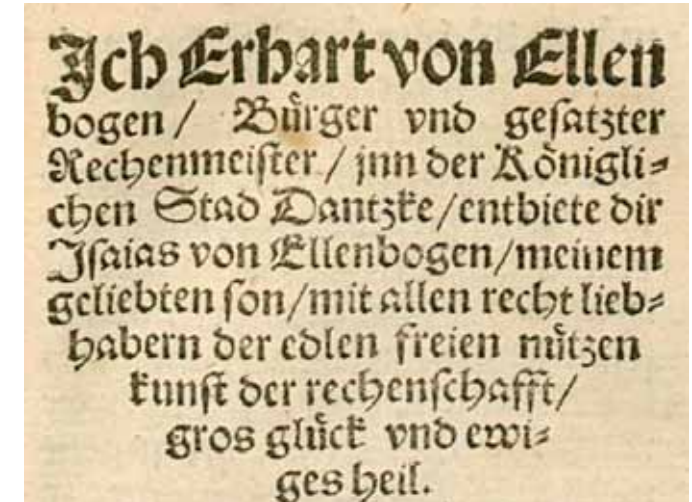 Ich Erhart von Ellen
bogen / Bürger vnd gesatzter
Rechenmeister / jnn der Königli⸗
chen Stad Dantzke/entbiete dir
Isaias von Ellenbogen/meinem
geliebten son/mit allen recht lieb⸗
habern der edlen freien nützen
kunst der rechenschafft/
gros glück vnd ewi⸗
ges heil.